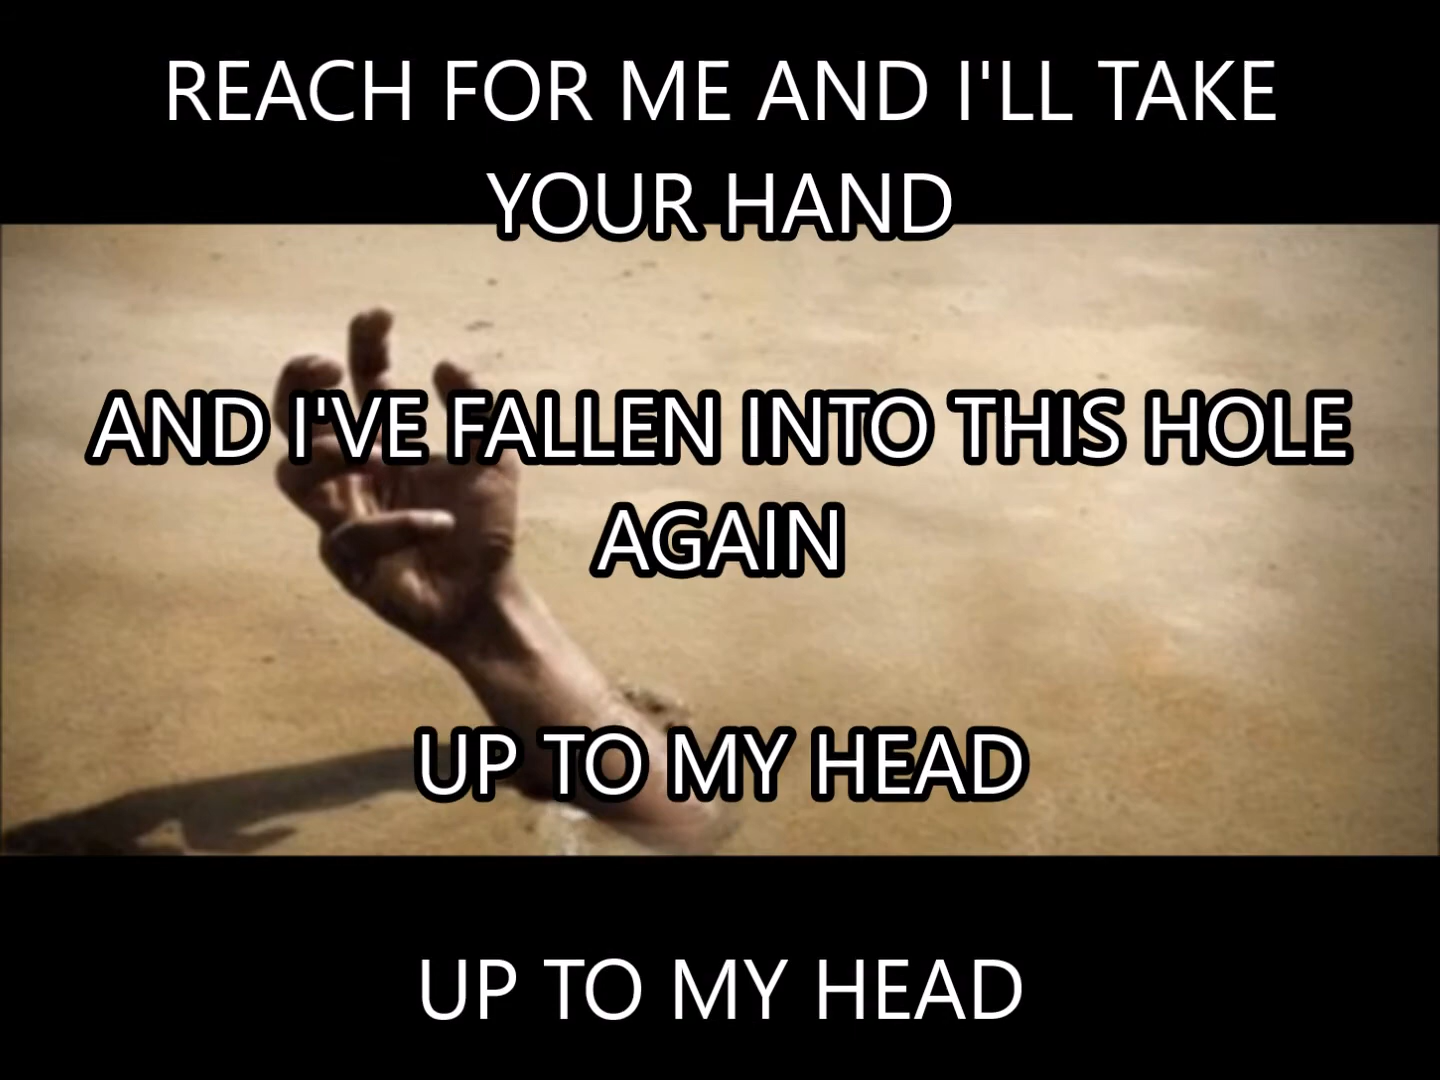 REACH FOR ME AND I'LL TAKE
YOUR HAND
AND I'VE FALLEN INTO THIS HOLE
AGAIN
UP TO MY HEAD
UP TO MY HEAD